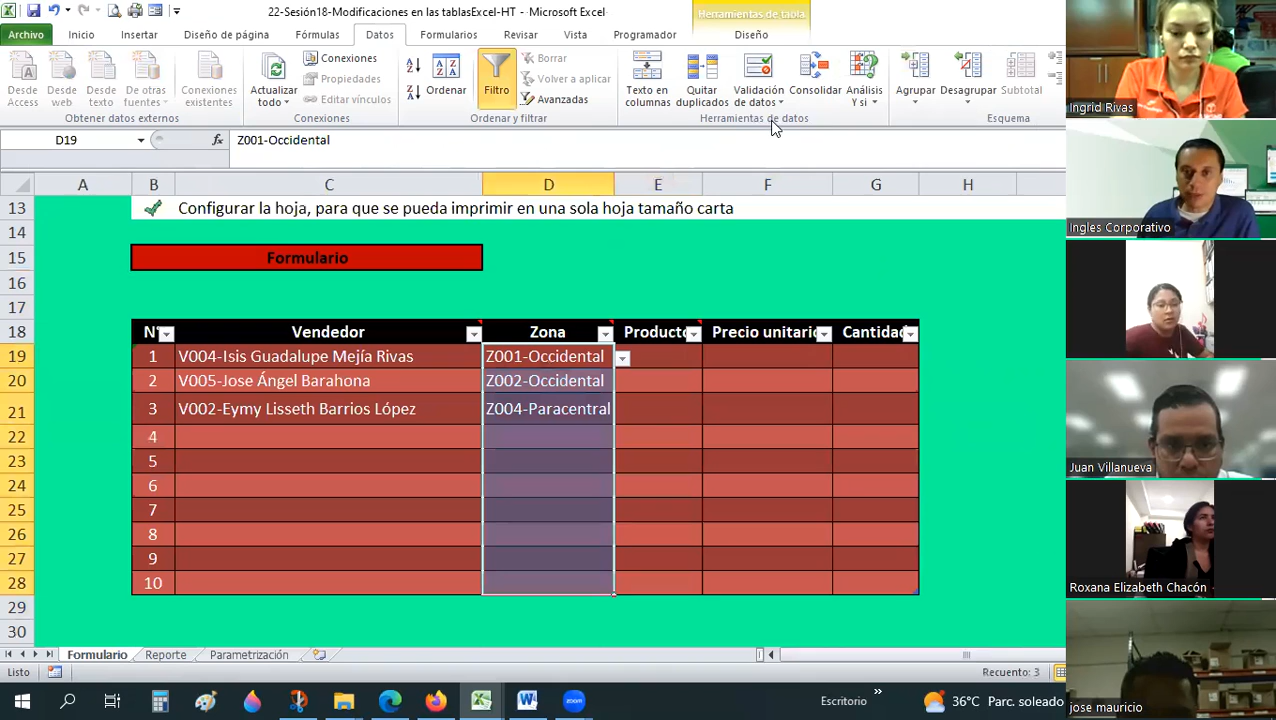 22-Sesión18-Modificaciones en las tablasExcel-HT - Microsoft Excel
Herramientas de tabla
Archivo Inicio Insertar Diseño de página Fórmulas Datos Revisar Vista Programador Diseño
Formulario
Desde Access
Desde web
Desde texto
De otras fuentes
Conexiones existentes
Obtener datos externos
Actualizar todo
Conexiones
Propiedades
Editar vínculos
Conexiones
Ordenar
Filtro
Borrar
Volver a aplicar
Avanzadas
Ordenar y filtrar
Texto en columnas
Quitar duplicados
Validación de datos
Consolidar
Análisis Y si
Herramientas de datos
Agrupar
Desagrupar
Subtotal
Esquema
D19 fx Z001-Occidental
A B C D E F G H
13 Configurar la hoja, para que se pueda imprimir en una sola hoja tamaño carta
14
15 Formulario
16
17
18 N° Vendedor Zona Producto Precio unitario Cantidad
19 1 V004-Isis Guadalupe Mejía Rivas Z001-Occidental
20 2 V005-Jose Ángel Barahona Z002-Occidental
21 3 V002-Eymy Lisseth Barrios López Z004-Paracentral
22 4
23 5
24 6
25 7
26 8
27 9
28 10
29
30
Formulario Reporte Parametrización
Listo Recuento: 3
Escritorio » 36°C Parc. soleado
Ingrid Rivas
Ingles Corporativo
Juan Villanueva
Roxana Elizabeth Chacón
jose mauricio